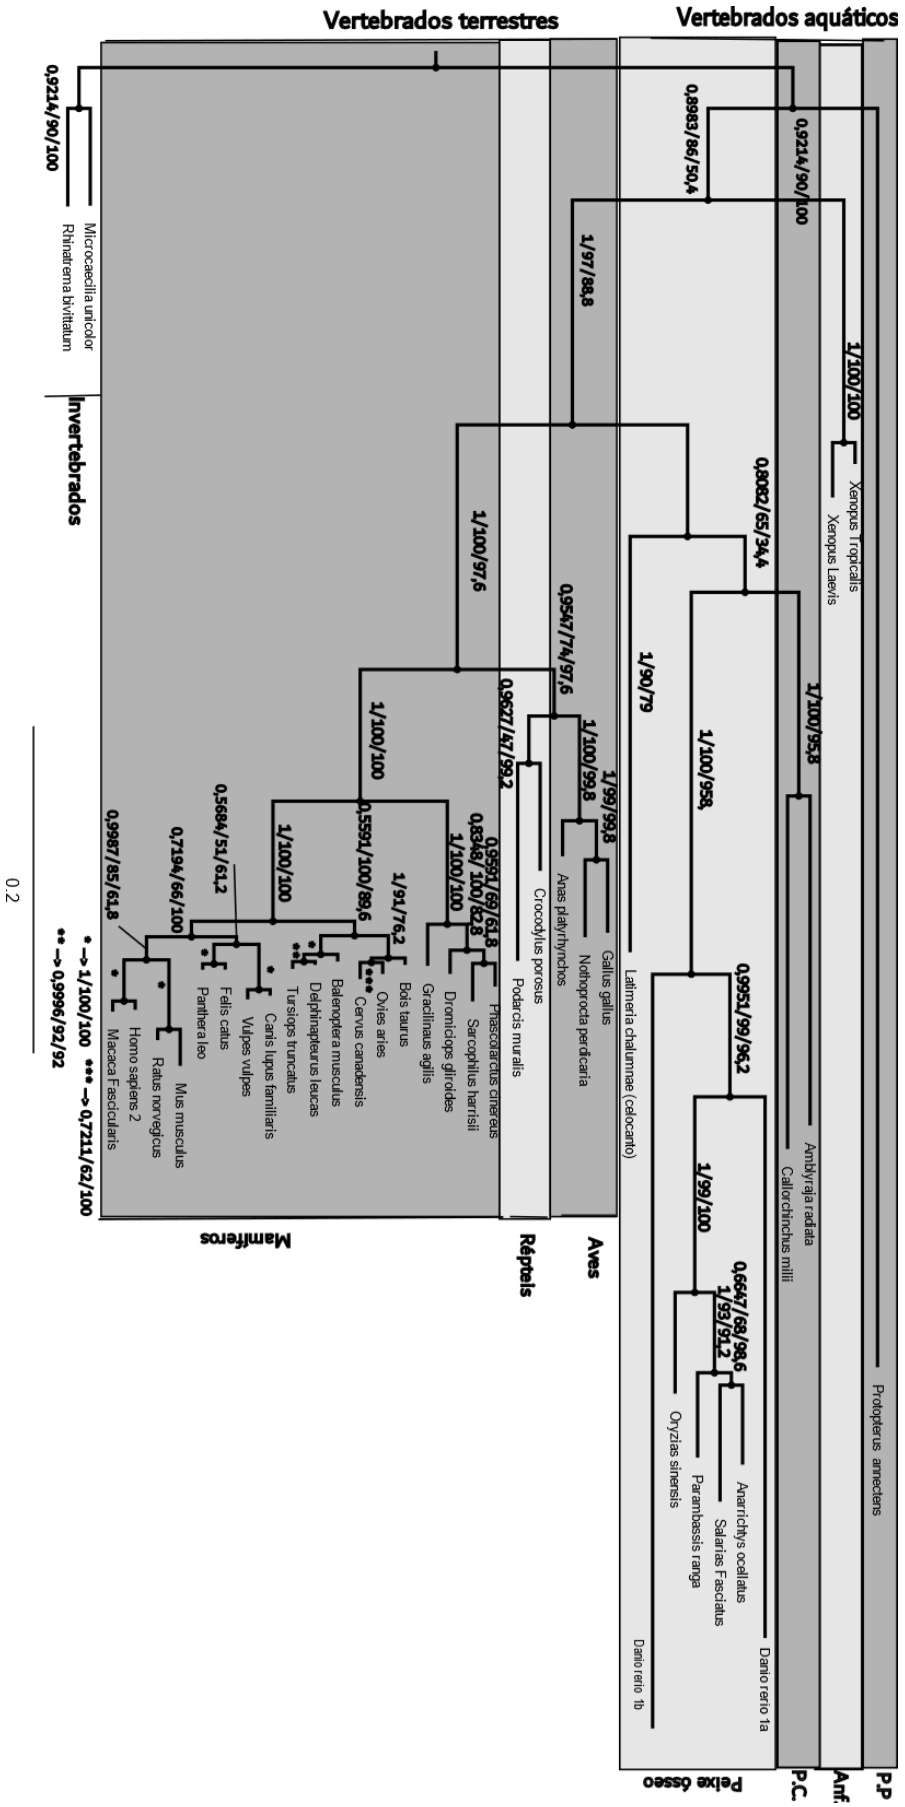 Vertebrados terrestres
Vertebrados aquáticos
P.P
Anf.
P.C.
Peixe ósseo
Aves
Répteis
Mamíferos
Invertebrados
Protopterus annectens
0,9214/90/100
1/100/100
Xenopus Tropicalis
Xenopus Laevis
0,8983/86/50,4
1/97/88,8
0,8082/65/34,4
1/100/95,8
Amblyraja radiata
Callorchinchus milii
1/100/958,
0,9951/99/96,2
Danio rerio 1a
1/99/100
0,6647/68/98,6
1/93/91,2
Anarrichtys ocellatus
Salarias Fasciatus
Parambassis ranga
Oryzias sinensis
Danio rerio 1b
1/90/79
Latimeria chalumnae (celocanto)
1/100/97,6
0,9547/74/97,6
1/99/99,8
1/100/99,8
Gallus gallus
Nothoprocta perdicaria
Anas platyrhynchos
0,9627/47/99,2
Crocodylus porosus
Podarcis muralis
1/100/100
0,9591/69/61,8
0,8348/100/82,8
1/100/100
Phascolarctus cinereus
Sarcophilus harrisii
Dromiciops gliroides
Gracilinaus agilis
0,5591/100/89,6
1/91/76,2
Bois taurus
Ovies aries
***
Cervus canadensis
Balenoptera musculus
*
Delphinapteurus leucas
**
Tursiops truncatus
1/100/100
*
Canis lupus familiaris
Vulpes vulpes
0,5684/51/61,2
Felis catus
*
Panthera leo
0,7194/66/100
Mus musculus
*
Ratus norvegicus
0,9987/85/61,8
Homo sapiens 2
*
Macaca Fascicularis
0,9214/90/100
Microcaecilia unicolor
Rhinatrema bivittatum
* —> 1/100/100 *** —> 0,7211/62/100
** —> 0,9996/92/92
0.2